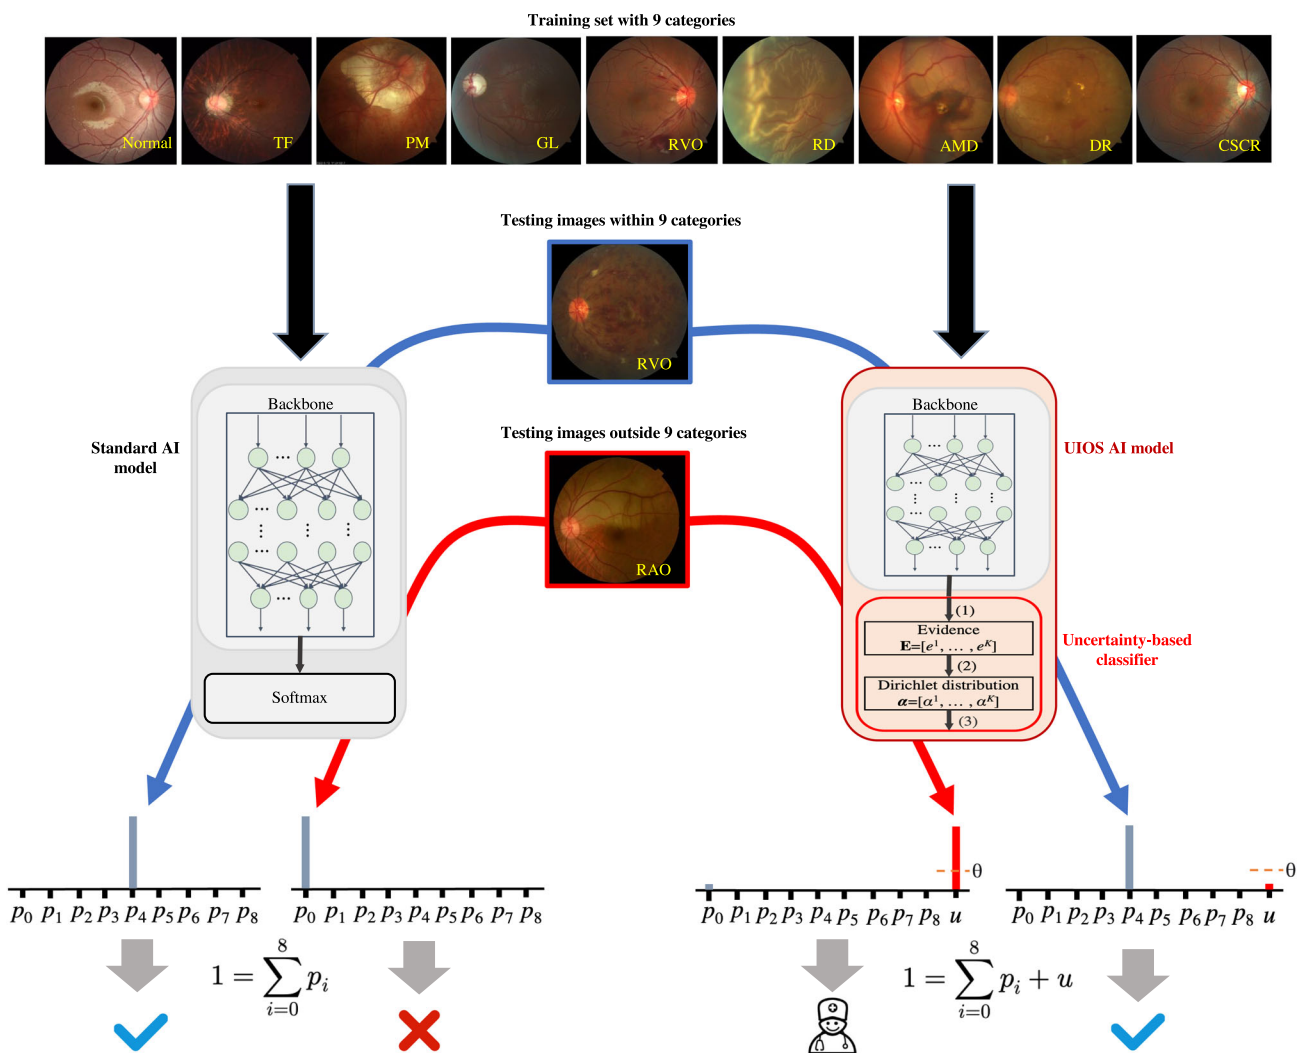 Training set with 9 categories
Normal
TF
PM
GL
RVO
RD
AMD
DR
CSCR
Testing images within 9 categories
RVO
Testing images outside 9 categories
RAO
Standard AI
model
Backbone
Softmax
Backbone
UIOS AI model
(1)
Evidence
E=[e¹, … , eᴷ]
(2)
Dirichlet distribution
α=[α¹, … , αᴷ]
(3)
Uncertainty-based
classifier
p₀ p₁ p₂ p₃ p₄ p₅ p₆ p₇ p₈
p₀ p₁ p₂ p₃ p₄ p₅ p₆ p₇ p₈
θ
p₀ p₁ p₂ p₃ p₄ p₅ p₆ p₇ p₈ u
θ
p₀ p₁ p₂ p₃ p₄ p₅ p₆ p₇ p₈ u
1 = ∑_{i=0}^{8} pᵢ
1 = ∑_{i=0}^{8} pᵢ + u